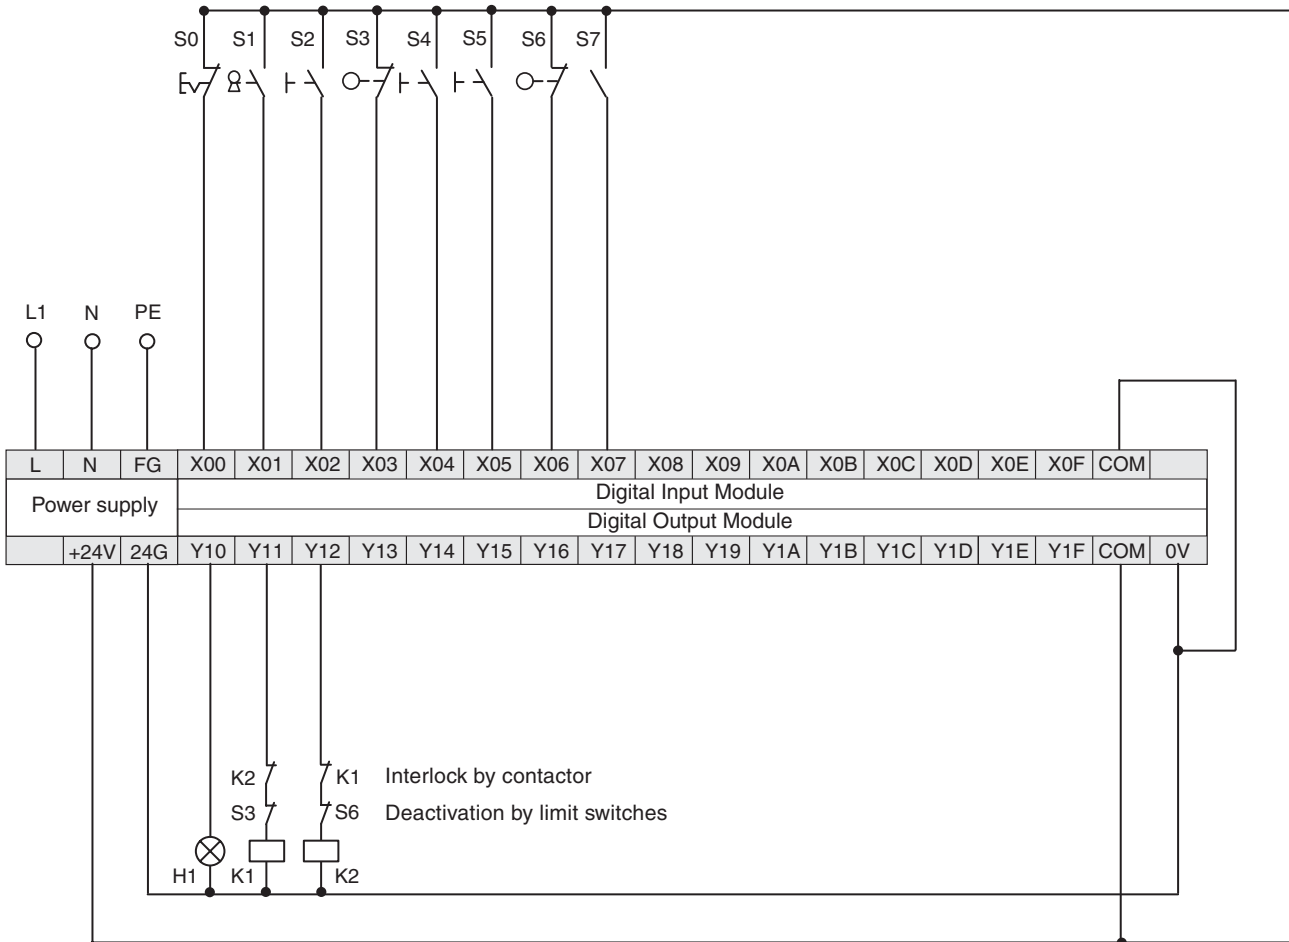 S0 S1 S2 S3 S4 S5 S6 S7
L1 N PE
L N FG X00 X01 X02 X03 X04 X05 X06 X07 X08 X09 X0A X0B X0C X0D X0E X0F COM
Power supply
Digital Input Module
Digital Output Module
+24V 24G Y10 Y11 Y12 Y13 Y14 Y15 Y16 Y17 Y18 Y19 Y1A Y1B Y1C Y1D Y1E Y1F COM 0V
K2 K1 Interlock by contactor
S3 S6 Deactivation by limit switches
H1 K1 K2